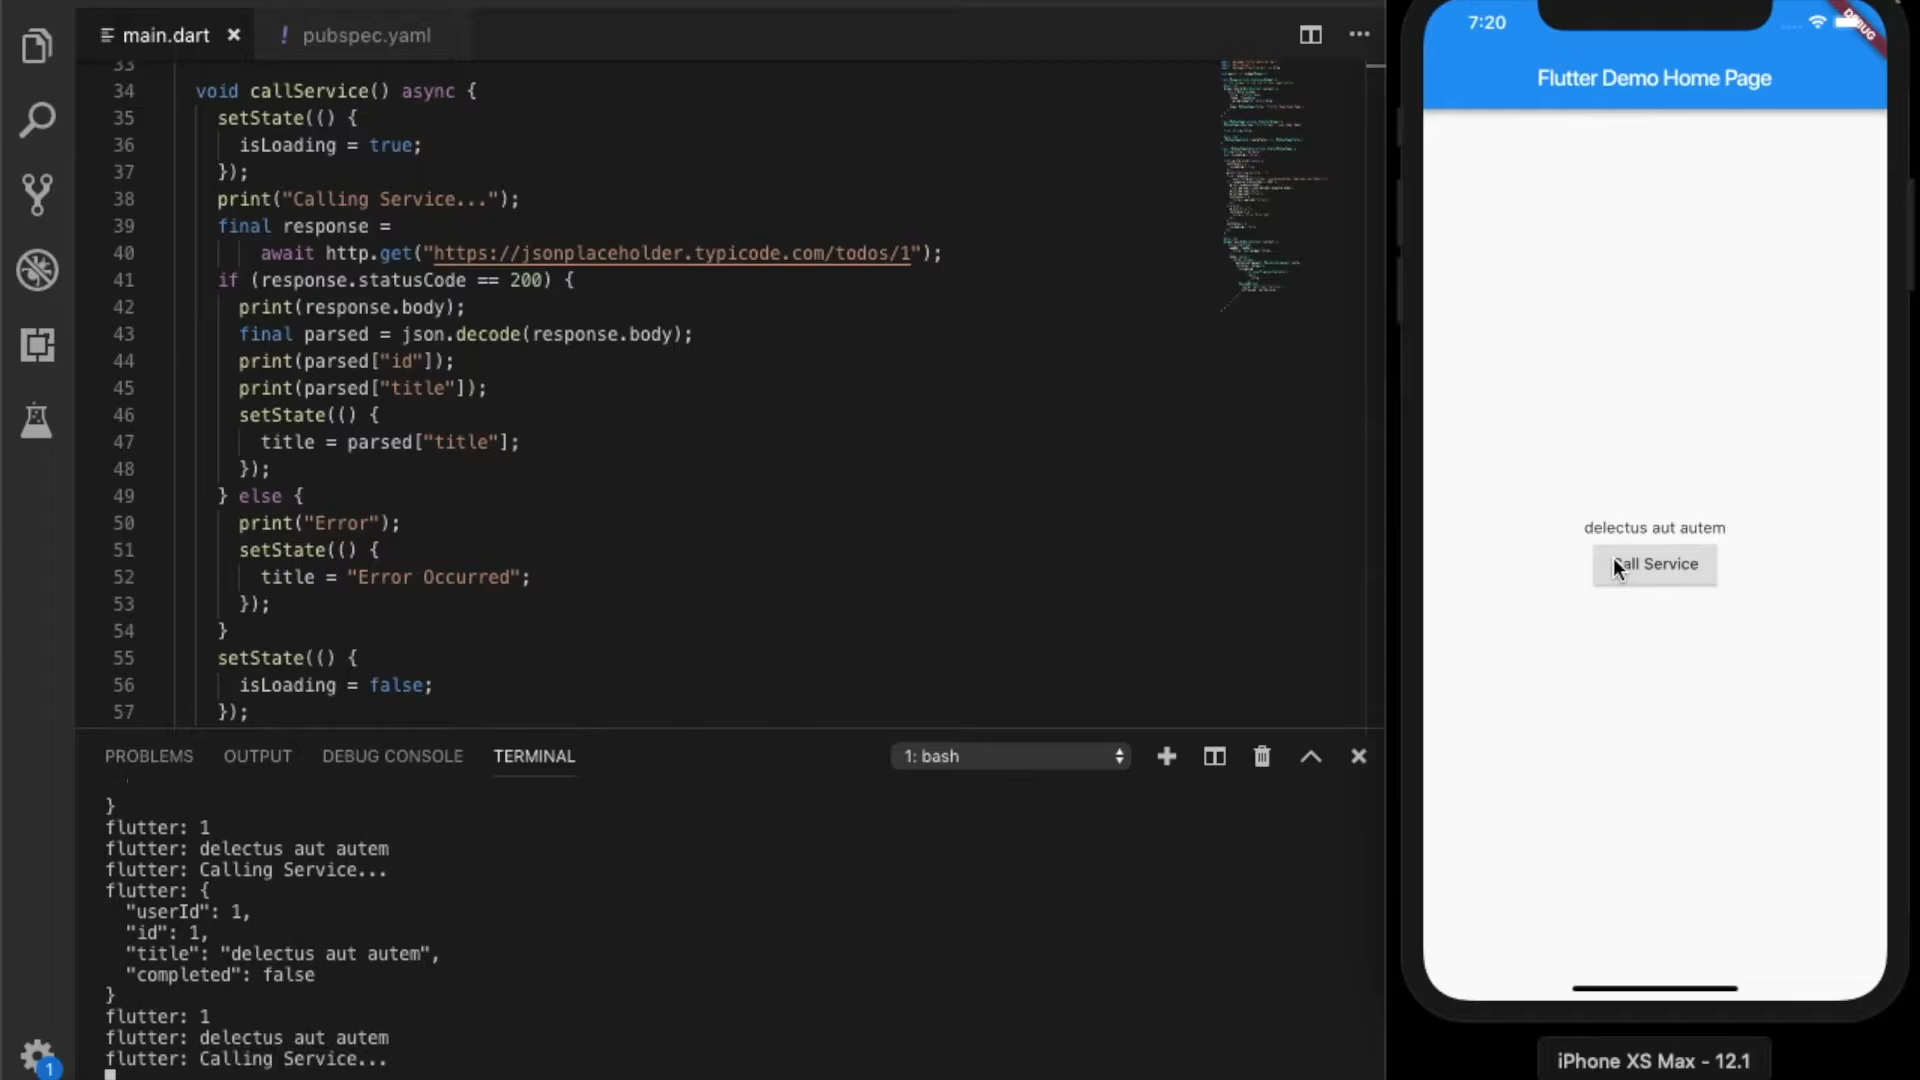 main.dart
! pubspec.yaml
33
34 void callService() async {
35 setState(() {
36 isLoading = true;
37 });
38 print("Calling Service...");
39 final response =
40 await http.get("https://jsonplaceholder.typicode.com/todos/1");
41 if (response.statusCode == 200) {
42 print(response.body);
43 final parsed = json.decode(response.body);
44 print(parsed["id"]);
45 print(parsed["title"]);
46 setState(() {
47 title = parsed["title"];
48 });
49 } else {
50 print("Error");
51 setState(() {
52 title = "Error Occurred";
53 });
54 }
55 setState(() {
56 isLoading = false;
57 });
PROBLEMS OUTPUT DEBUG CONSOLE TERMINAL
1: bash
}
flutter: 1
flutter: delectus aut autem
flutter: Calling Service...
flutter: {
"userId": 1,
"id": 1,
"title": "delectus aut autem",
"completed": false
}
flutter: 1
flutter: delectus aut autem
flutter: Calling Service...
1
7:20
DEBUG
Flutter Demo Home Page
delectus aut autem
Call Service
iPhone XS Max - 12.1